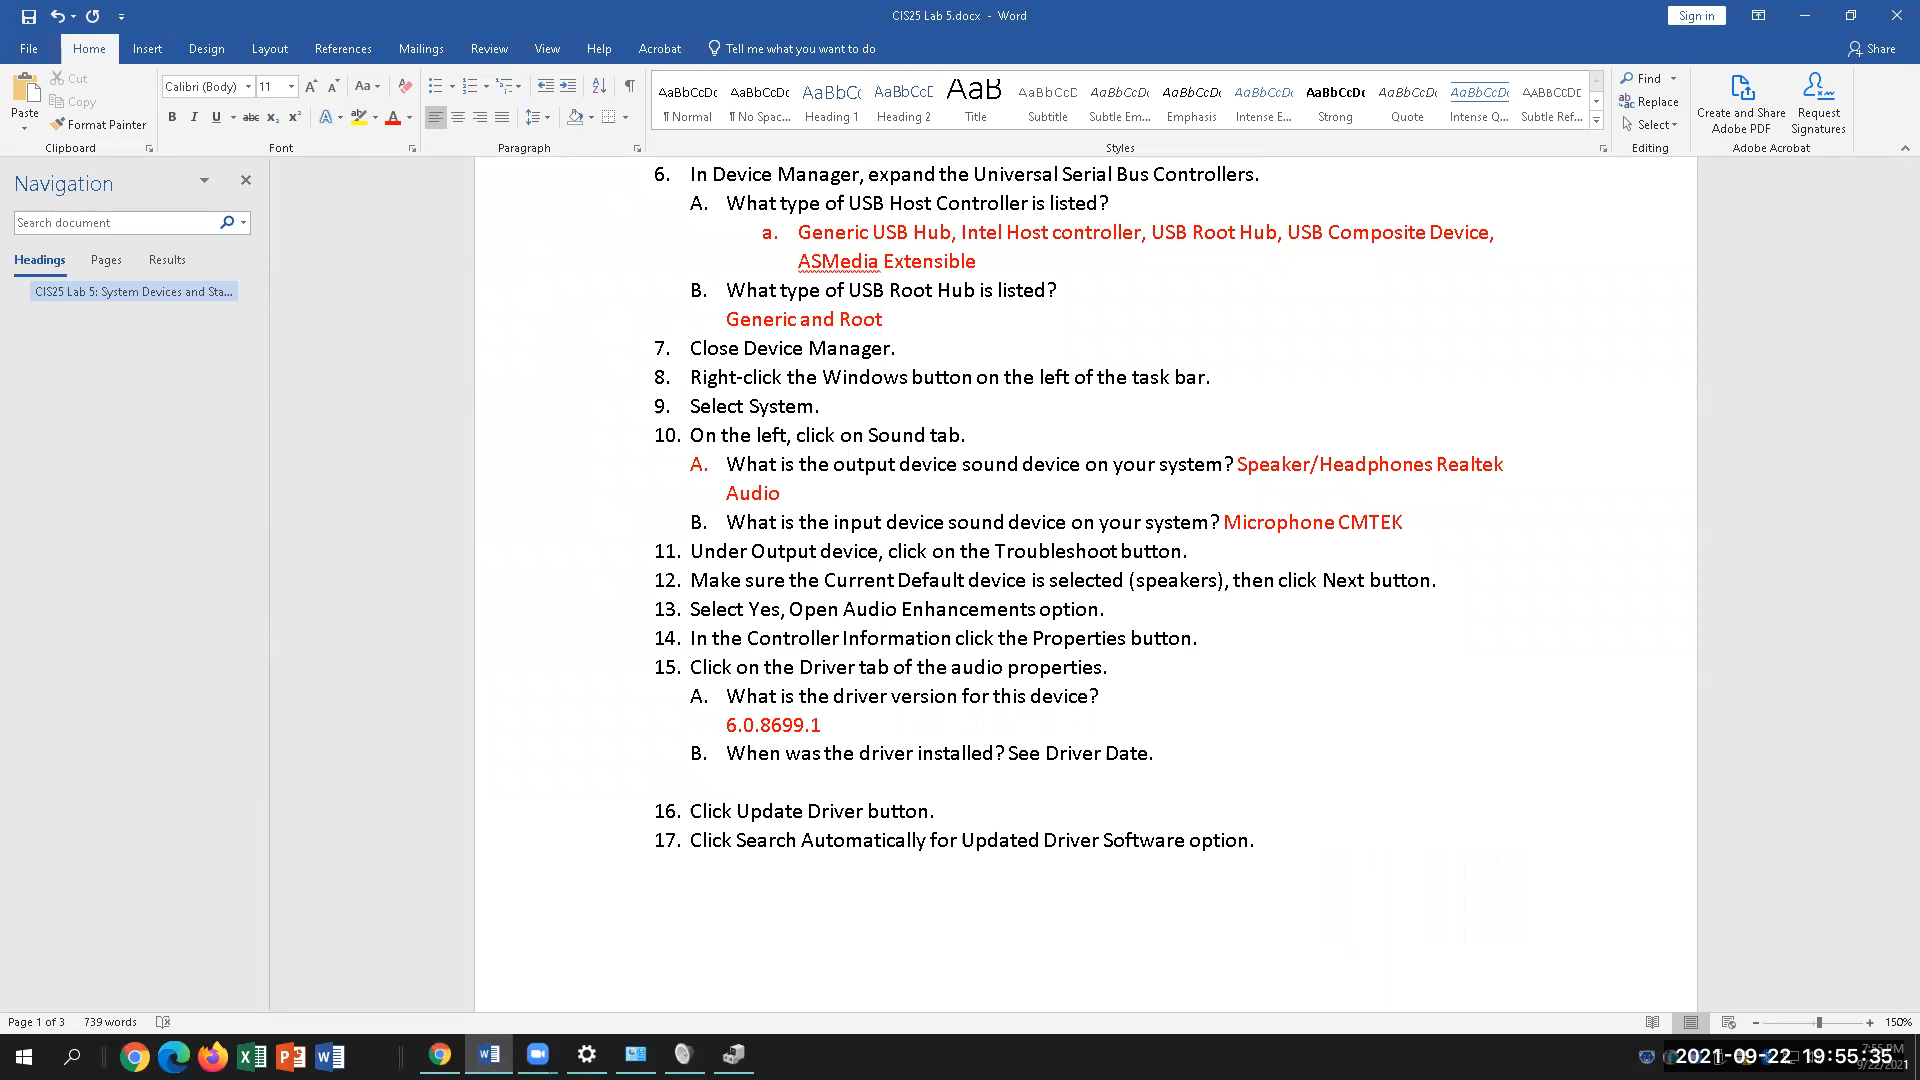 CIS25 Lab 5.docx - Word
Sign in
File Home Insert Design Layout References Mailings Review View Help Acrobat Tell me what you want to do
Share
Cut
Copy
Paste
Format Painter
Clipboard
Calibri (Body) 11
Aa
B I U abc x₂ x²
Font
Paragraph
AaBbCcDc AaBbCcDc AaBbCc AaBbCcD AaB AaBbCcD AaBbCcDc AaBbCcDc AaBbCcDc AaBbCcDc AaBbCcDc AaBbCcDc AABBCCDC
¶ Normal ¶ No Spac... Heading 1 Heading 2 Title Subtitle Subtle Em... Emphasis Intense E... Strong Quote Intense Q... Subtle Ref...
Styles
Find
Replace
Select
Editing
Create and Share Adobe PDF
Request Signatures
Adobe Acrobat
Navigation
Search document
Headings Pages Results
CIS25 Lab 5: System Devices and Sta...
6. In Device Manager, expand the Universal Serial Bus Controllers.
A. What type of USB Host Controller is listed?
a. Generic USB Hub, Intel Host controller, USB Root Hub, USB Composite Device,
ASMedia Extensible
B. What type of USB Root Hub is listed?
Generic and Root
7. Close Device Manager.
8. Right-click the Windows button on the left of the task bar.
9. Select System.
10. On the left, click on Sound tab.
A. What is the output device sound device on your system? Speaker/Headphones Realtek
Audio
B. What is the input device sound device on your system? Microphone CMTEK
11. Under Output device, click on the Troubleshoot button.
12. Make sure the Current Default device is selected (speakers), then click Next button.
13. Select Yes, Open Audio Enhancements option.
14. In the Controller Information click the Properties button.
15. Click on the Driver tab of the audio properties.
A. What is the driver version for this device?
6.0.8699.1
B. When was the driver installed? See Driver Date.
16. Click Update Driver button.
17. Click Search Automatically for Updated Driver Software option.
Page 1 of 3 739 words
150%
2021-09-22 19:55:35